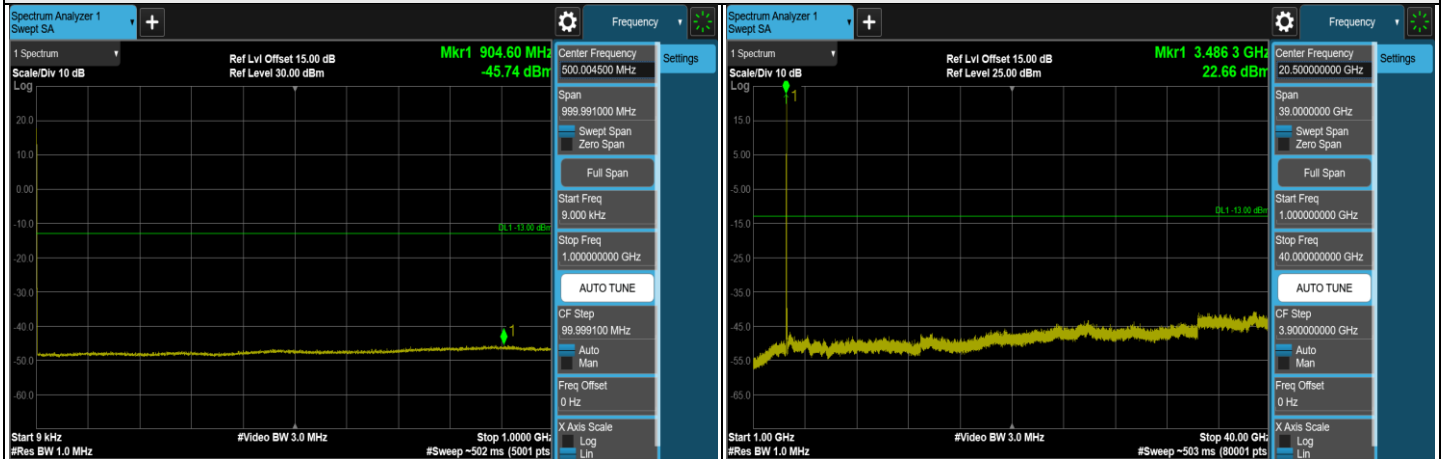 Spectrum Analyzer 1
Swept SA
+
Frequency
1 Spectrum
Ref Lvl Offset 15.00 dB
Ref Level 30.00 dBm
Mkr1 904.60 MHz
-45.74 dBm
Scale/Div 10 dB
Log
20.0
10.0
0.00
-10.0
-20.0
-30.0
-40.0
-50.0
-60.0
DL1 -13.00 dBm
1
Start 9 kHz
#Res BW 1.0 MHz
#Video BW 3.0 MHz
Stop 1.0000 GHz
#Sweep ~502 ms (5001 pts)
Center Frequency
500.004500 MHz
Settings
Span
999.991000 MHz
Swept Span
Zero Span
Full Span
Start Freq
9.000 kHz
Stop Freq
1.000000000 GHz
AUTO TUNE
CF Step
99.999100 MHz
Auto
Man
Freq Offset
0 Hz
X Axis Scale
Log
Lin
Spectrum Analyzer 1
Swept SA
+
Frequency
1 Spectrum
Ref Lvl Offset 15.00 dB
Ref Level 25.00 dBm
Mkr1 3.486 3 GHz
22.66 dBm
Scale/Div 10 dB
Log
15.0
5.00
-5.00
-15.0
-25.0
-35.0
-45.0
-55.0
-65.0
DL1 -13.00 dBm
1
Start 1.00 GHz
#Res BW 1.0 MHz
#Video BW 3.0 MHz
Stop 40.00 GHz
#Sweep ~503 ms (80001 pts)
Center Frequency
20.500000000 GHz
Settings
Span
39.0000000 GHz
Swept Span
Zero Span
Full Span
Start Freq
1.000000000 GHz
Stop Freq
40.000000000 GHz
AUTO TUNE
CF Step
3.900000000 GHz
Auto
Man
Freq Offset
0 Hz
X Axis Scale
Log
Lin